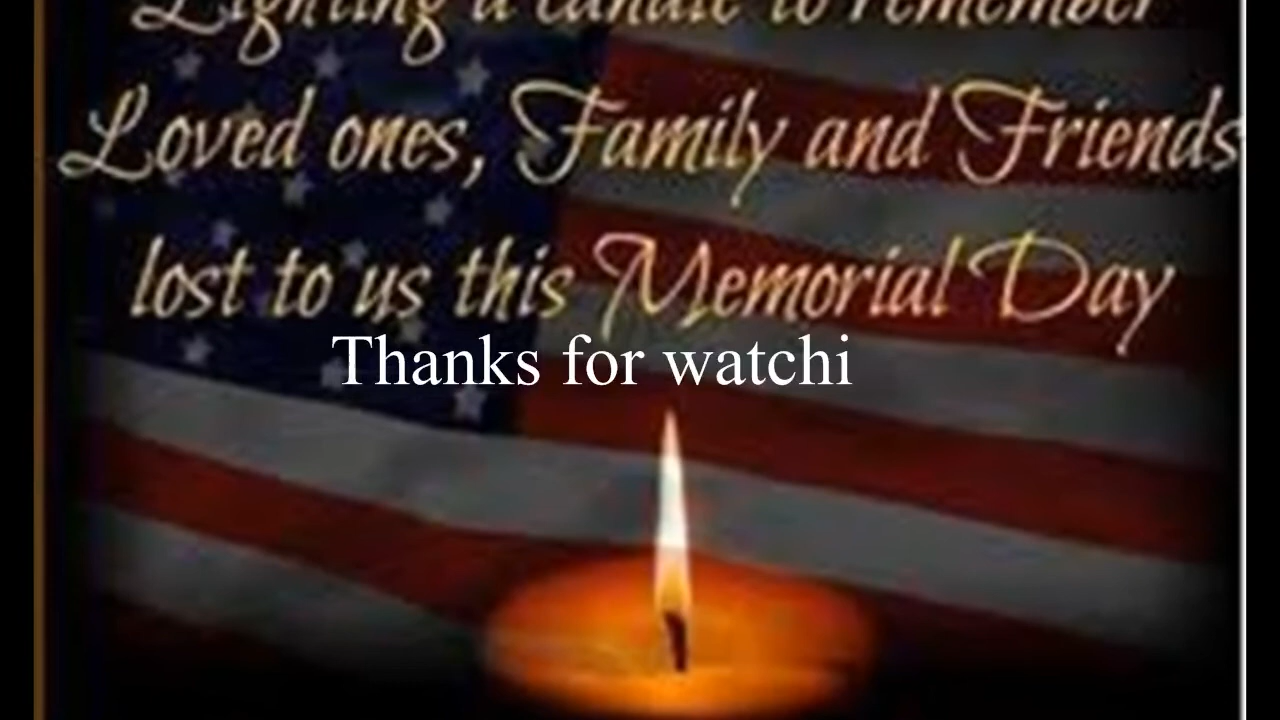 Lighting a candle to remember
Loved ones, Family and Friends
lost to us this Memorial Day
Thanks for watchi